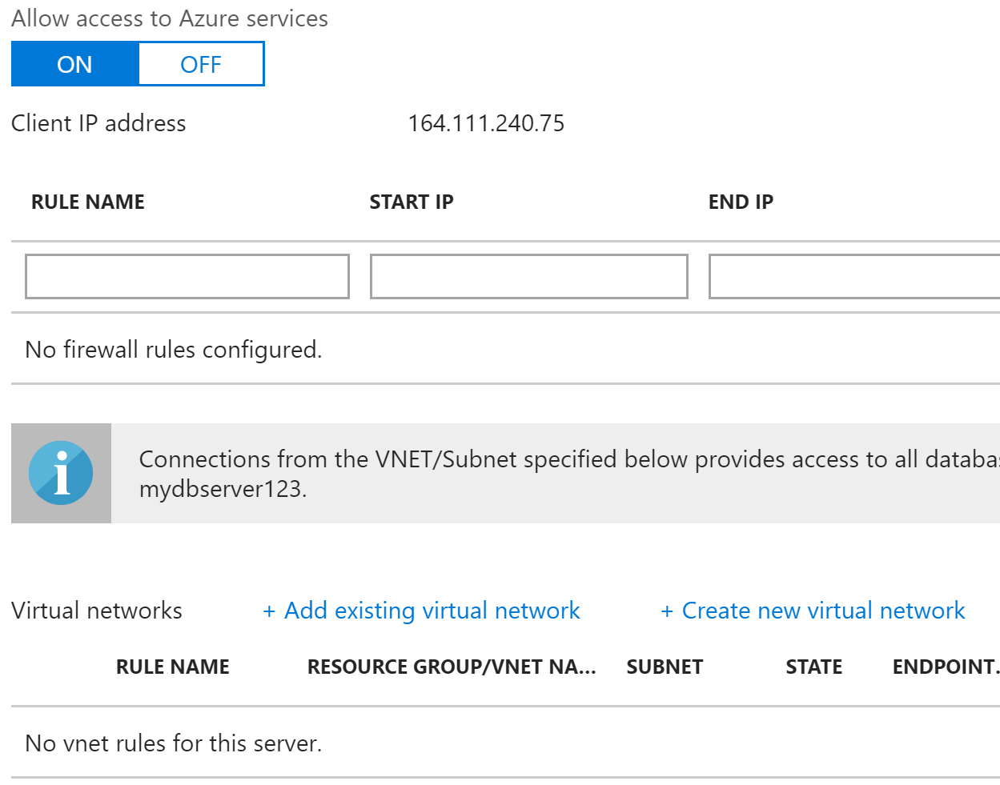 Allow access to Azure services
ON OFF
Client IP address 164.111.240.75
RULE NAME START IP END IP
No firewall rules configured.
Connections from the VNET/Subnet specified below provides access to all
mydbserver123.
Virtual networks + Add existing virtual network + Create new virtual network
RULE NAME RESOURCE GROUP/VNET NA... SUBNET STATE ENDPOINT.
No vnet rules for this server.